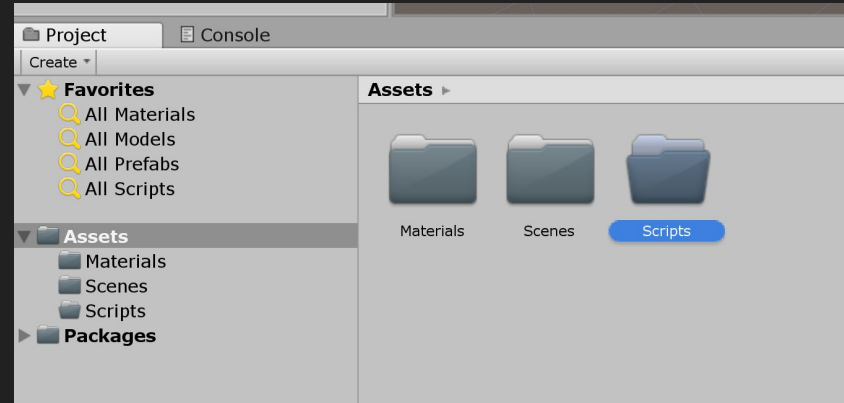 Project
Console
Create
Favorites
All Materials
All Models
All Prefabs
All Scripts
Assets
Materials
Scenes
Scripts
Packages
Assets
Materials
Scenes
Scripts